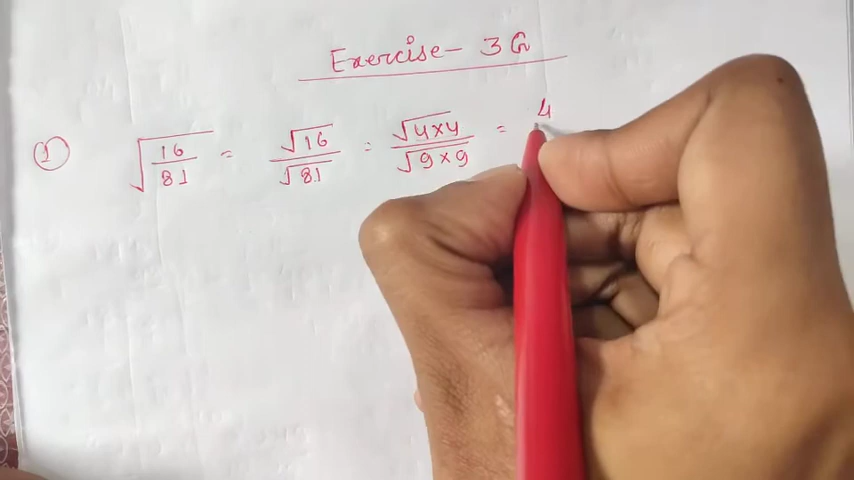 Exercise - 3G
1 √16/81 = √16/√81 = √4×4/√9×9 = 4